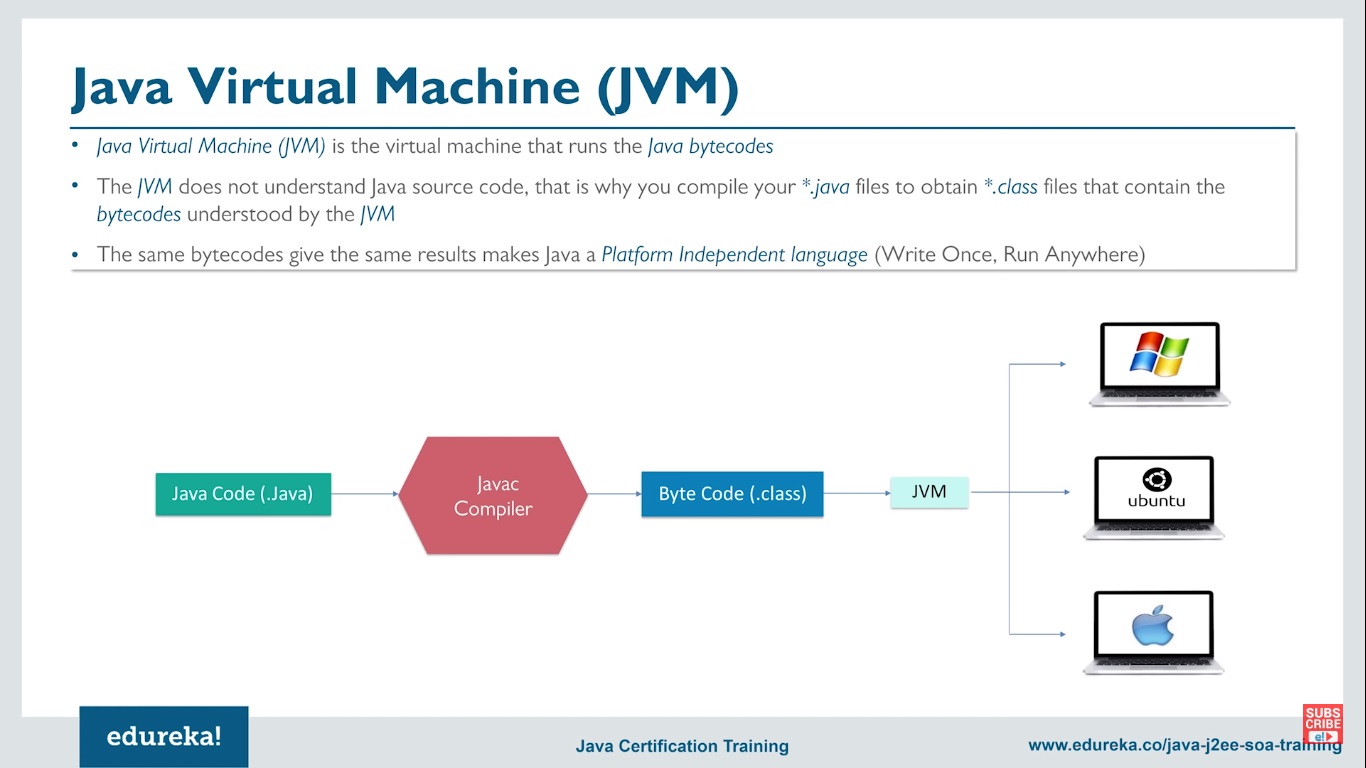 Java Virtual Machine (JVM)
• Java Virtual Machine (JVM) is the virtual machine that runs the Java bytecodes
• The JVM does not understand Java source code, that is why you compile your *.java files to obtain *.class files that contain the
bytecodes understood by the JVM
• The same bytecodes give the same results makes Java a Platform Independent language (Write Once, Run Anywhere)
Java Code (.Java)
Javac
Compiler
Byte Code (.class)
JVM
ubuntu
edureka!
Java Certification Training
www.edureka.co/java-j2ee-soa-training
SUBS
CRIBE
e!